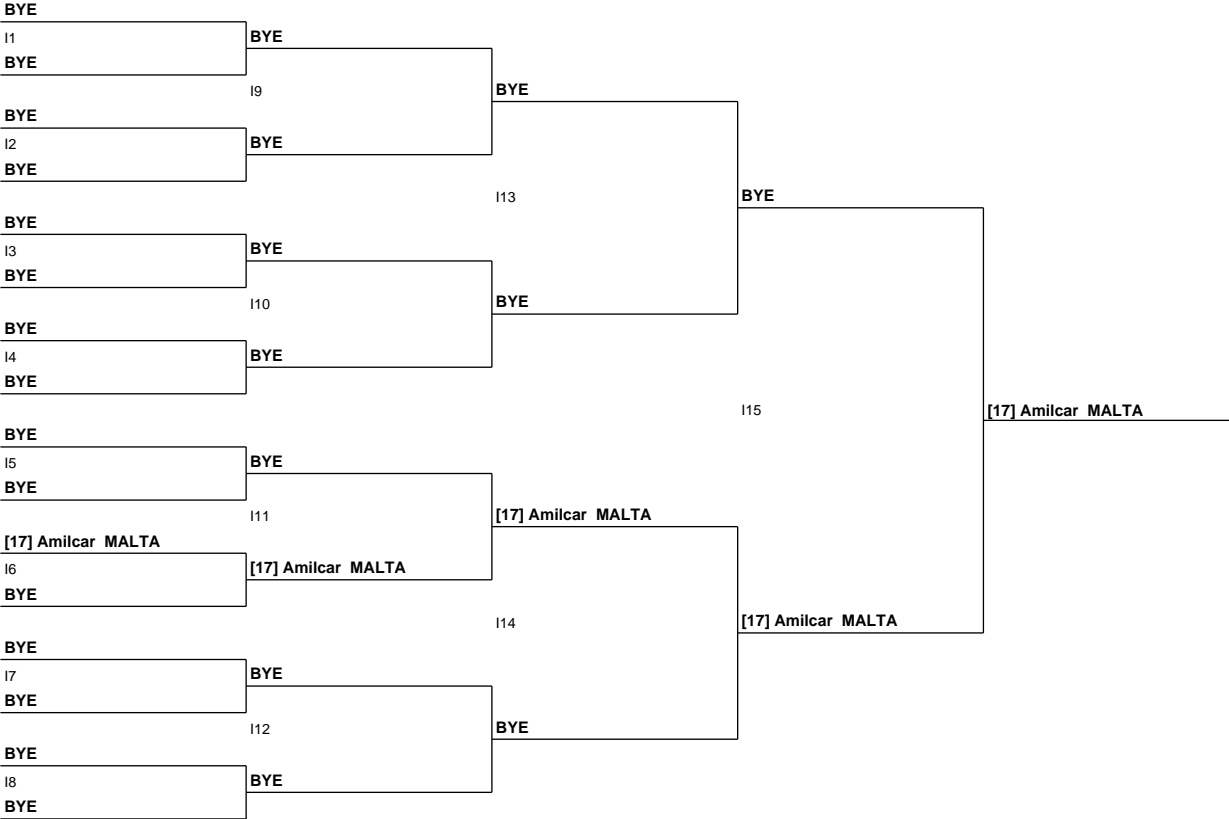 BYE
I1
BYE
BYE
I9
BYE
BYE
I2
BYE
BYE
I13
BYE
BYE
I3
BYE
BYE
I10
BYE
BYE
I4
BYE
BYE
I15
[17] Amilcar MALTA
BYE
I5
BYE
BYE
I11
[17] Amilcar MALTA
[17] Amilcar MALTA
I6
[17] Amilcar MALTA
BYE
I14
[17] Amilcar MALTA
BYE
I7
BYE
BYE
I12
BYE
BYE
I8
BYE
BYE